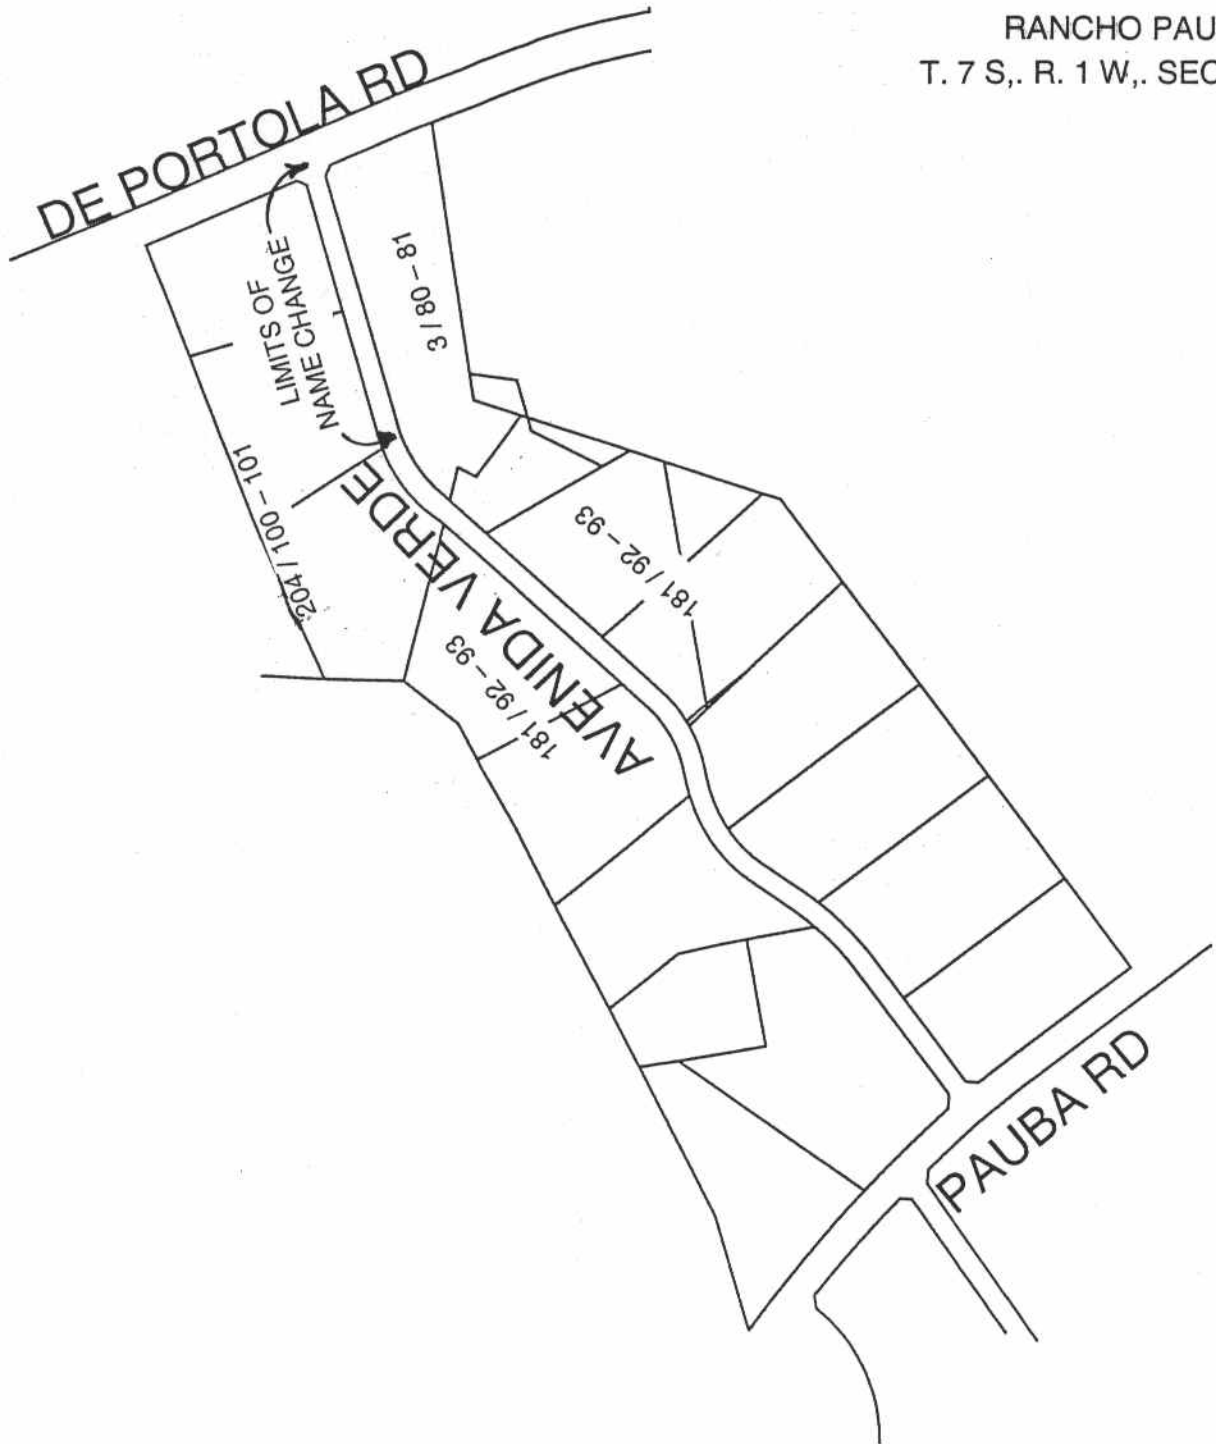 RANCHO PAU
T. 7 S,. R. 1 W,. SEC
DE PORTOLA RD
LIMITS OF
NAME CHANGE
3 / 80 – 81
204 / 100 – 101
AVENIDA VERDE
181 / 92 – 93
181 / 92 – 93
PAUBA RD